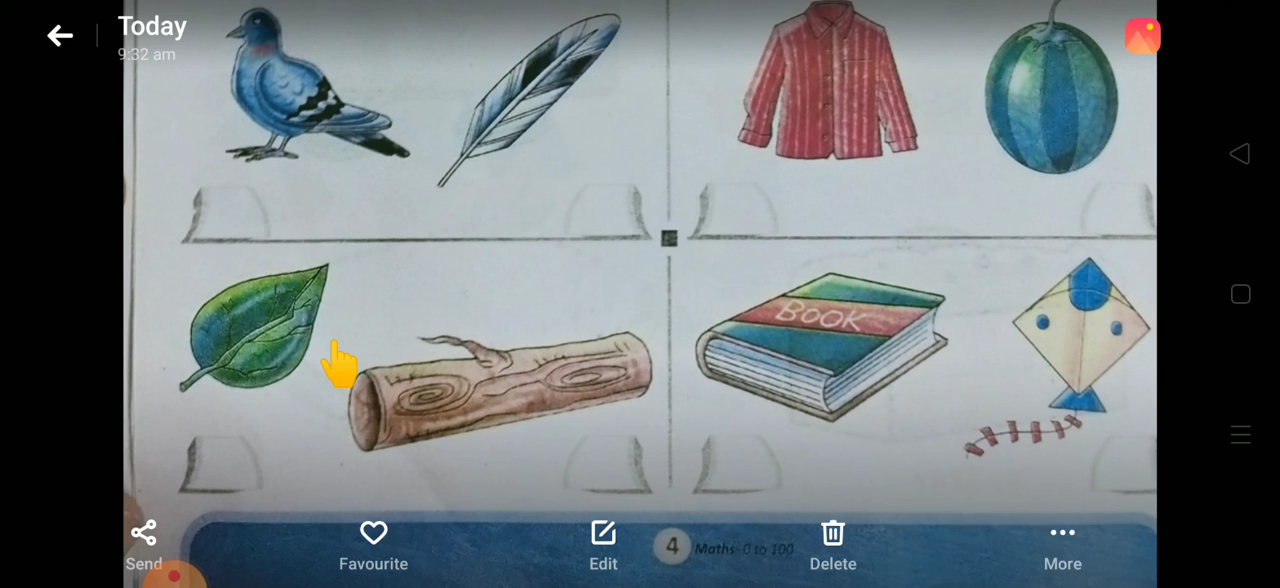 Today
9:32 am
BOOK
4 Maths-0 to 100
Send
Favourite
Edit
Delete
More